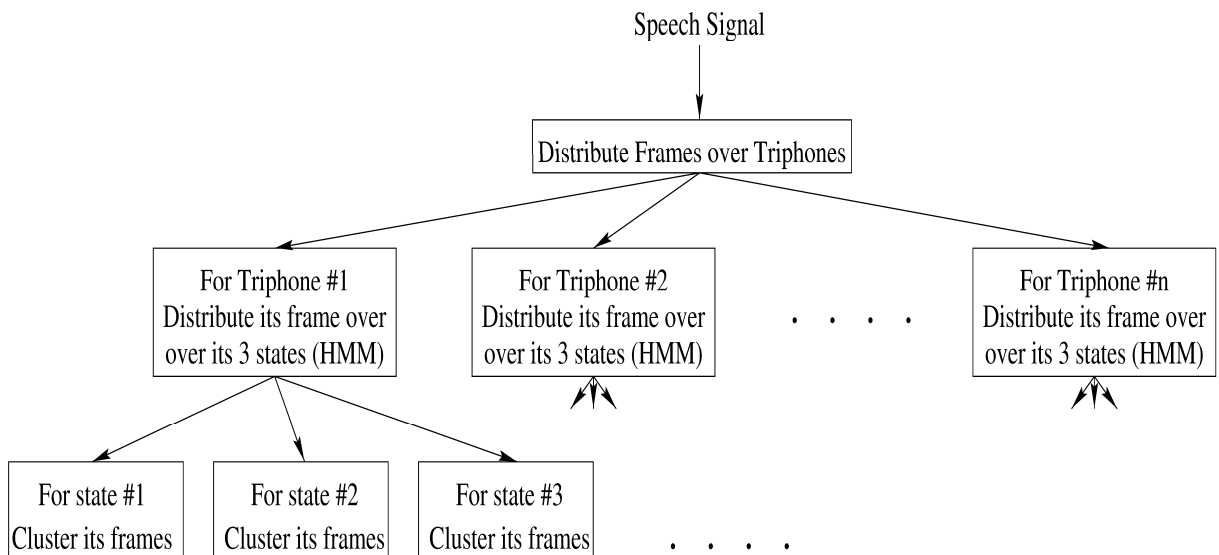 Speech Signal
Distribute Frames over Triphones
For Triphone #1
Distribute its frame over
over its 3 states (HMM)
For Triphone #2
Distribute its frame over
over its 3 states (HMM)
. . . .
For Triphone #n
Distribute its frame over
over its 3 states (HMM)
For state #1
Cluster its frames
For state #2
Cluster its frames
For state #3
Cluster its frames
. . . .